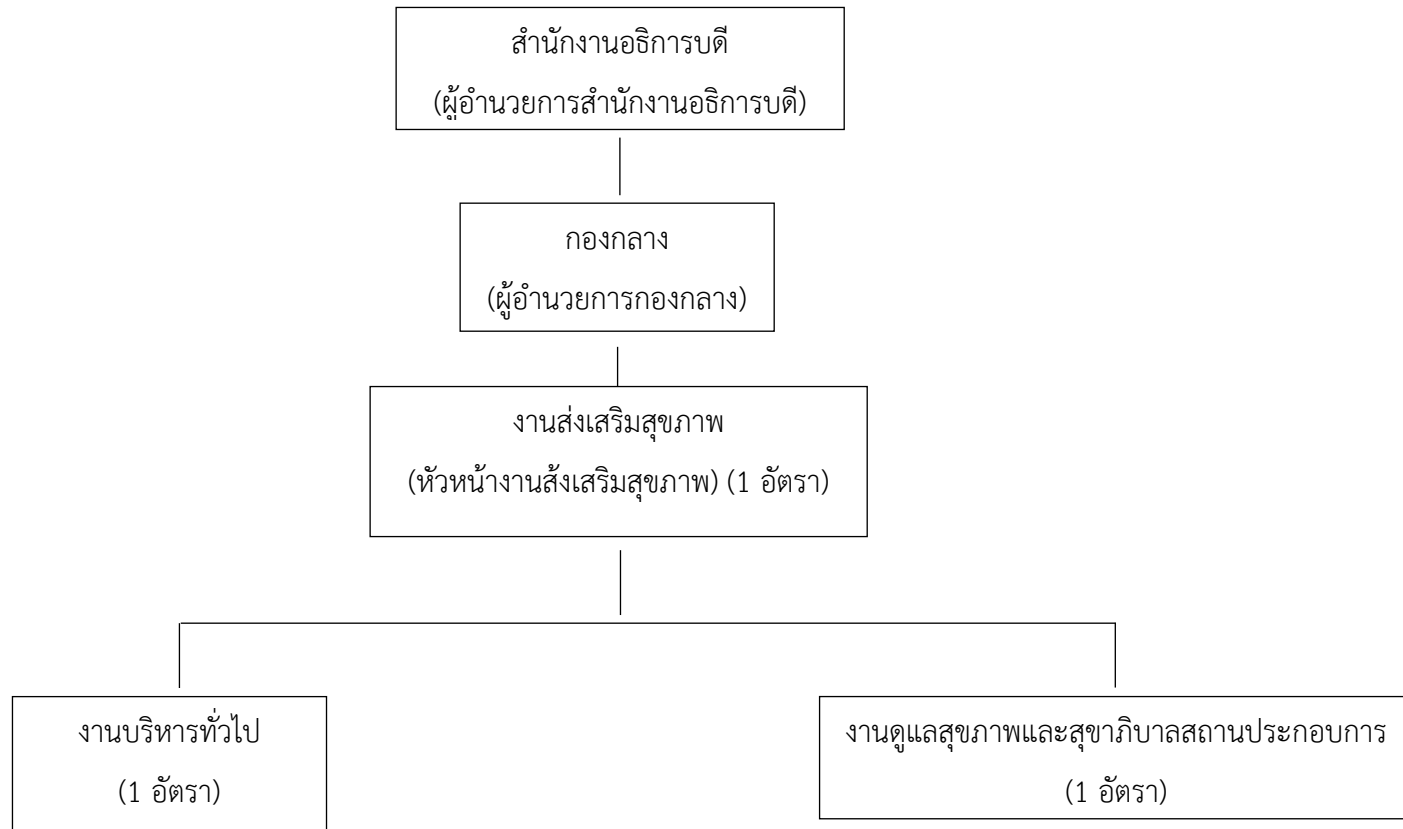 สำนักงานอธิการบดี
(ผู้อำนวยการสำนักงานอธิการบดี)
กองกลาง
(ผู้อำนวยการกองกลาง)
งานส่งเสริมสุขภาพ
(หัวหน้างานส้งเสริมสุขภาพ) (1 อัตรา)
งานบริหารทั่วไป
(1 อัตรา)
งานดูแลสุขภาพและสุขาภิบาลสถานประกอบการ
(1 อัตรา)